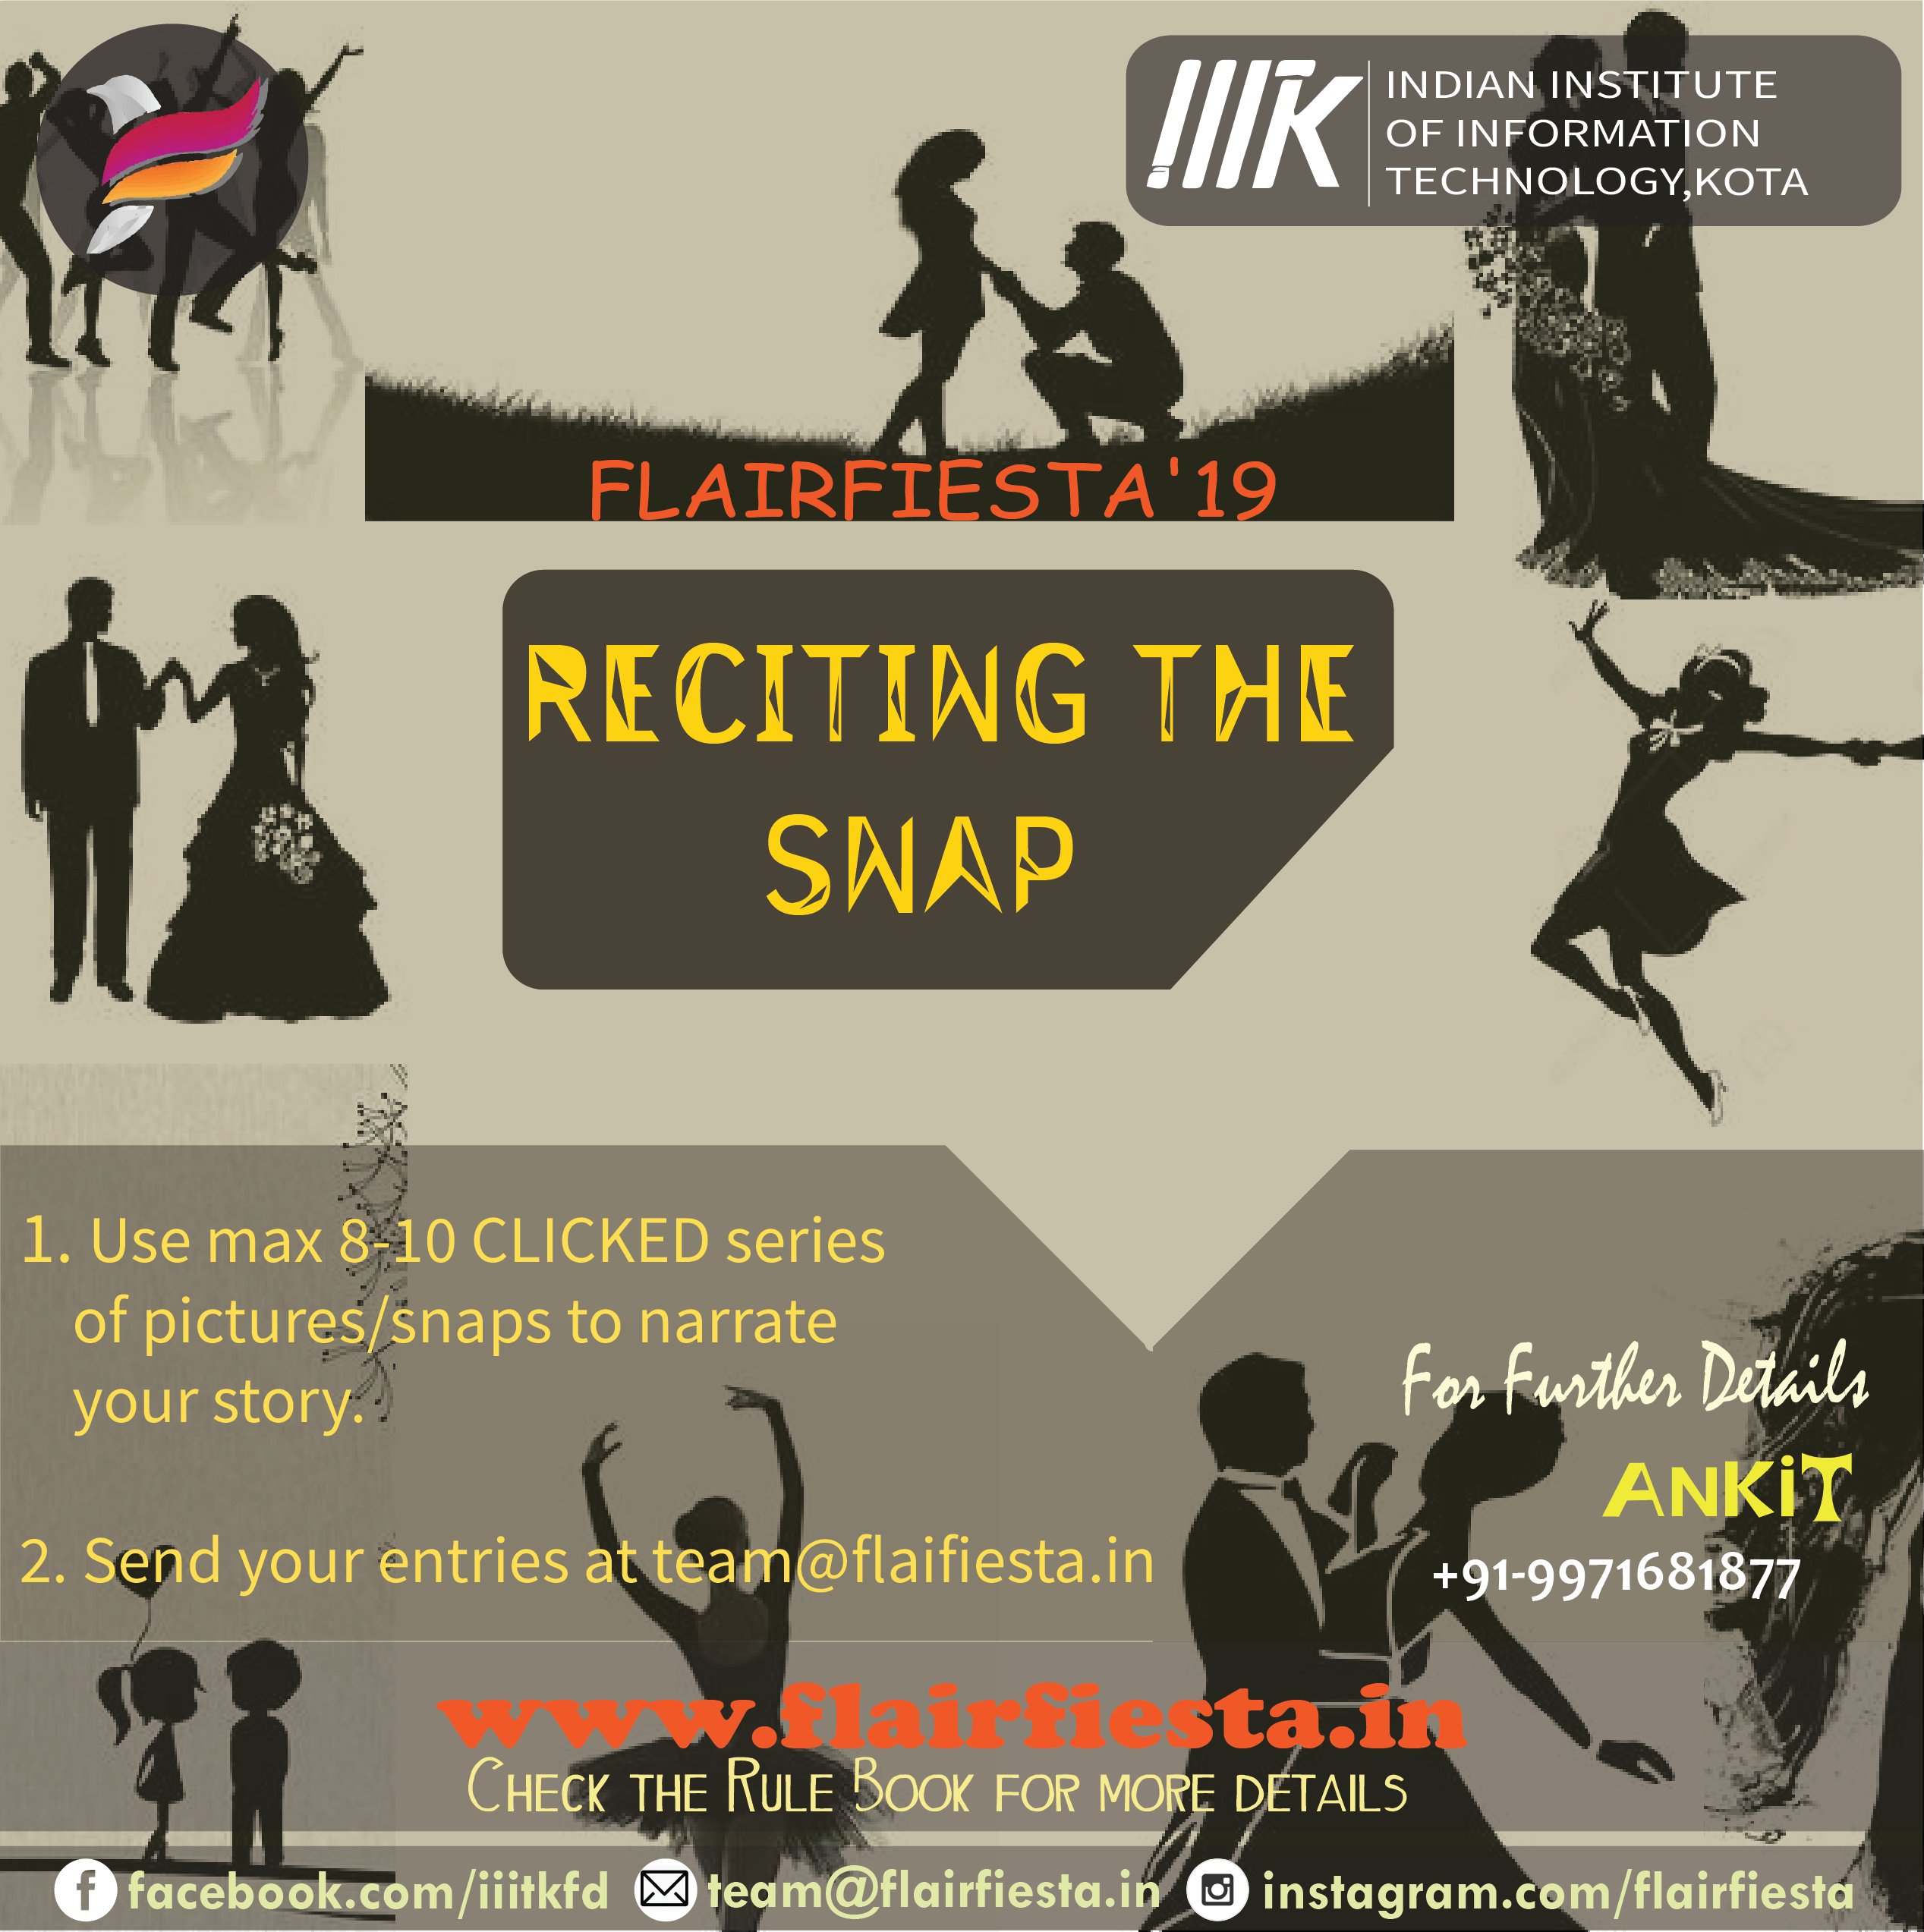 IIITK
INDIAN INSTITUTE
OF INFORMATION
TECHNOLOGY,KOTA
FLAIRFIESTA'19
RECITING THE
SNAP
1. Use max 8-10 CLICKED series
of pictures/snaps to narrate
your story.
2. Send your entries at team@flaifiesta.in
For Further Details
ANKiT
+91-9971681877
www.flairfiesta.in
CHECK THE RULE BOOK FOR MORE DETAILS
facebook.com/iiitkfd team@flairfiesta.in instagram.com/flairfiesta